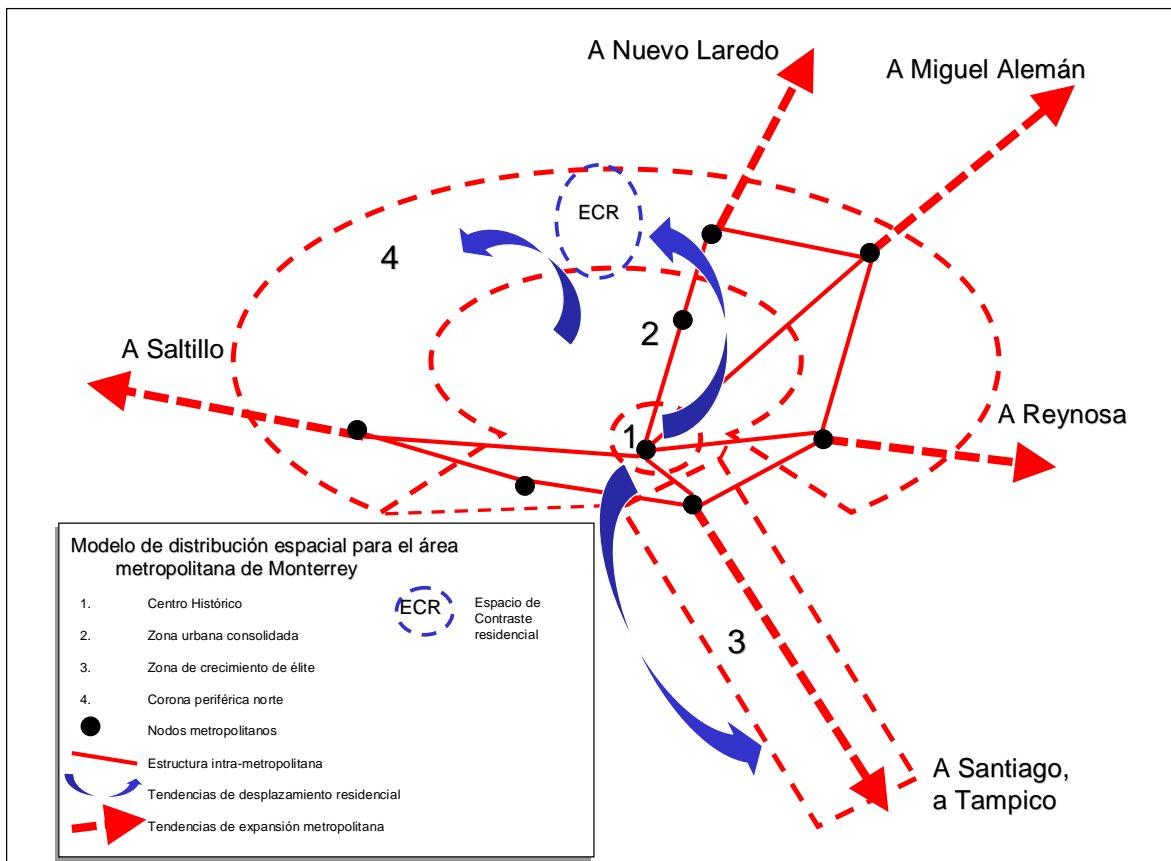 A Nuevo Laredo
A Miguel Alemán
ECR
4
2
A Saltillo
A Reynosa
1
3
A Santiago,
a Tampico
Modelo de distribución espacial para el área
metropolitana de Monterrey
1. Centro Histórico
2. Zona urbana consolidada
3. Zona de crecimiento de élite
4. Corona periférica norte
Nodos metropolitanos
Estructura intra-metropolitana
Tendencias de desplazamiento residencial
Tendencias de expansión metropolitana
ECR
Espacio de
Contraste
residencial